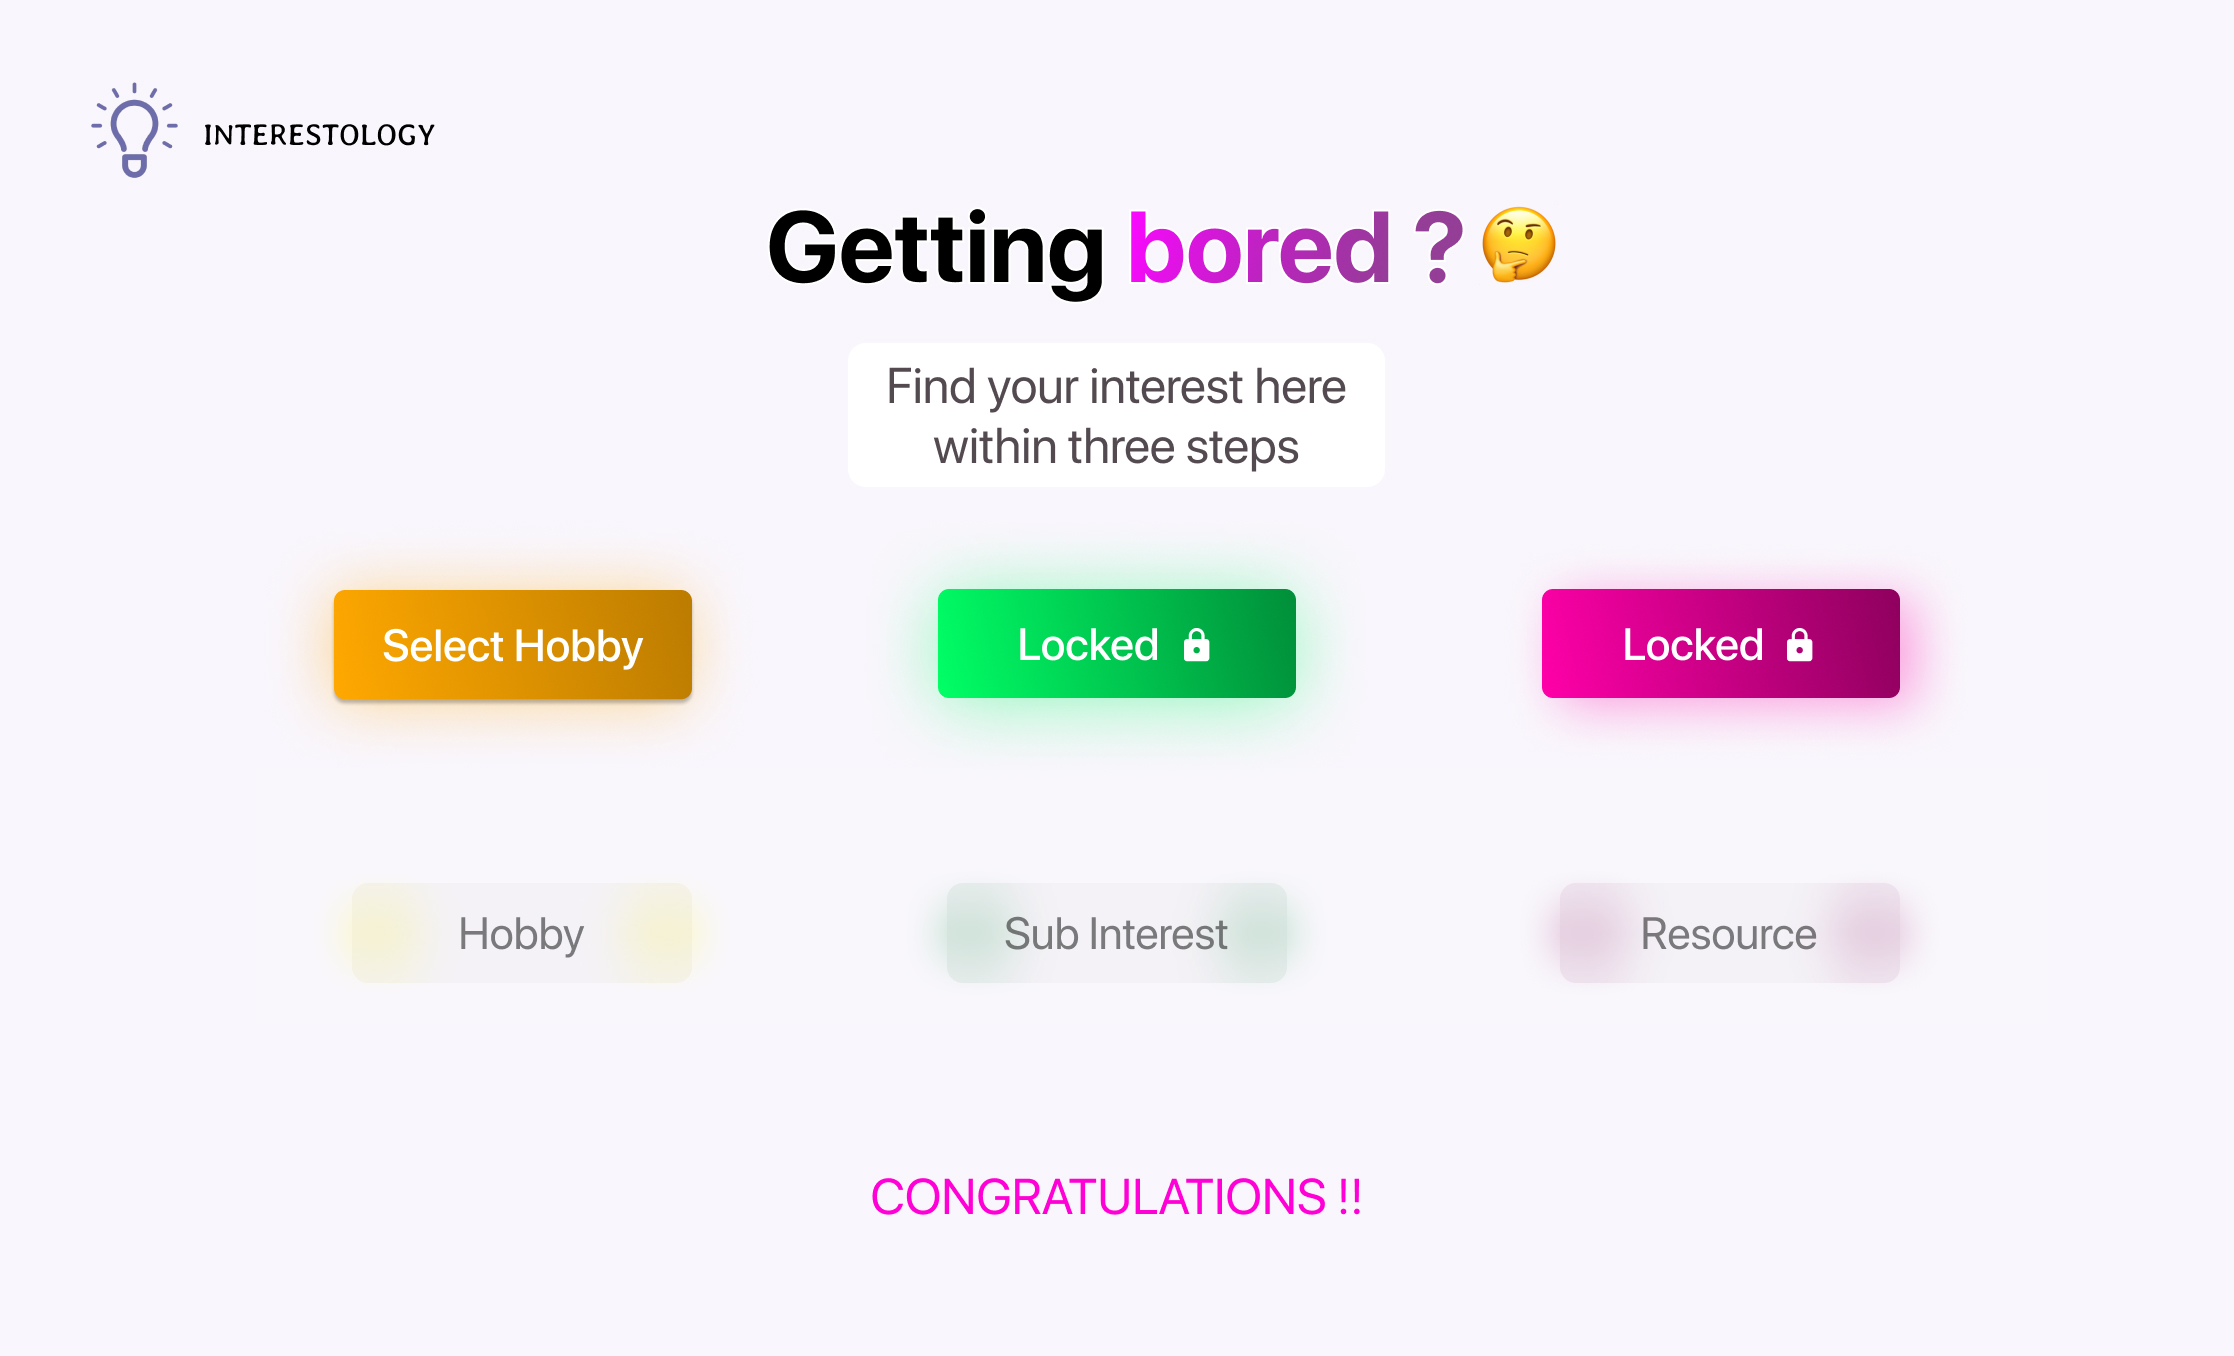 INTERESTOLOGY
Getting bored ? 🤔
Find your interest here
within three steps
Select Hobby
Locked
Locked
Hobby
Sub Interest
Resource
CONGRATULATIONS !!